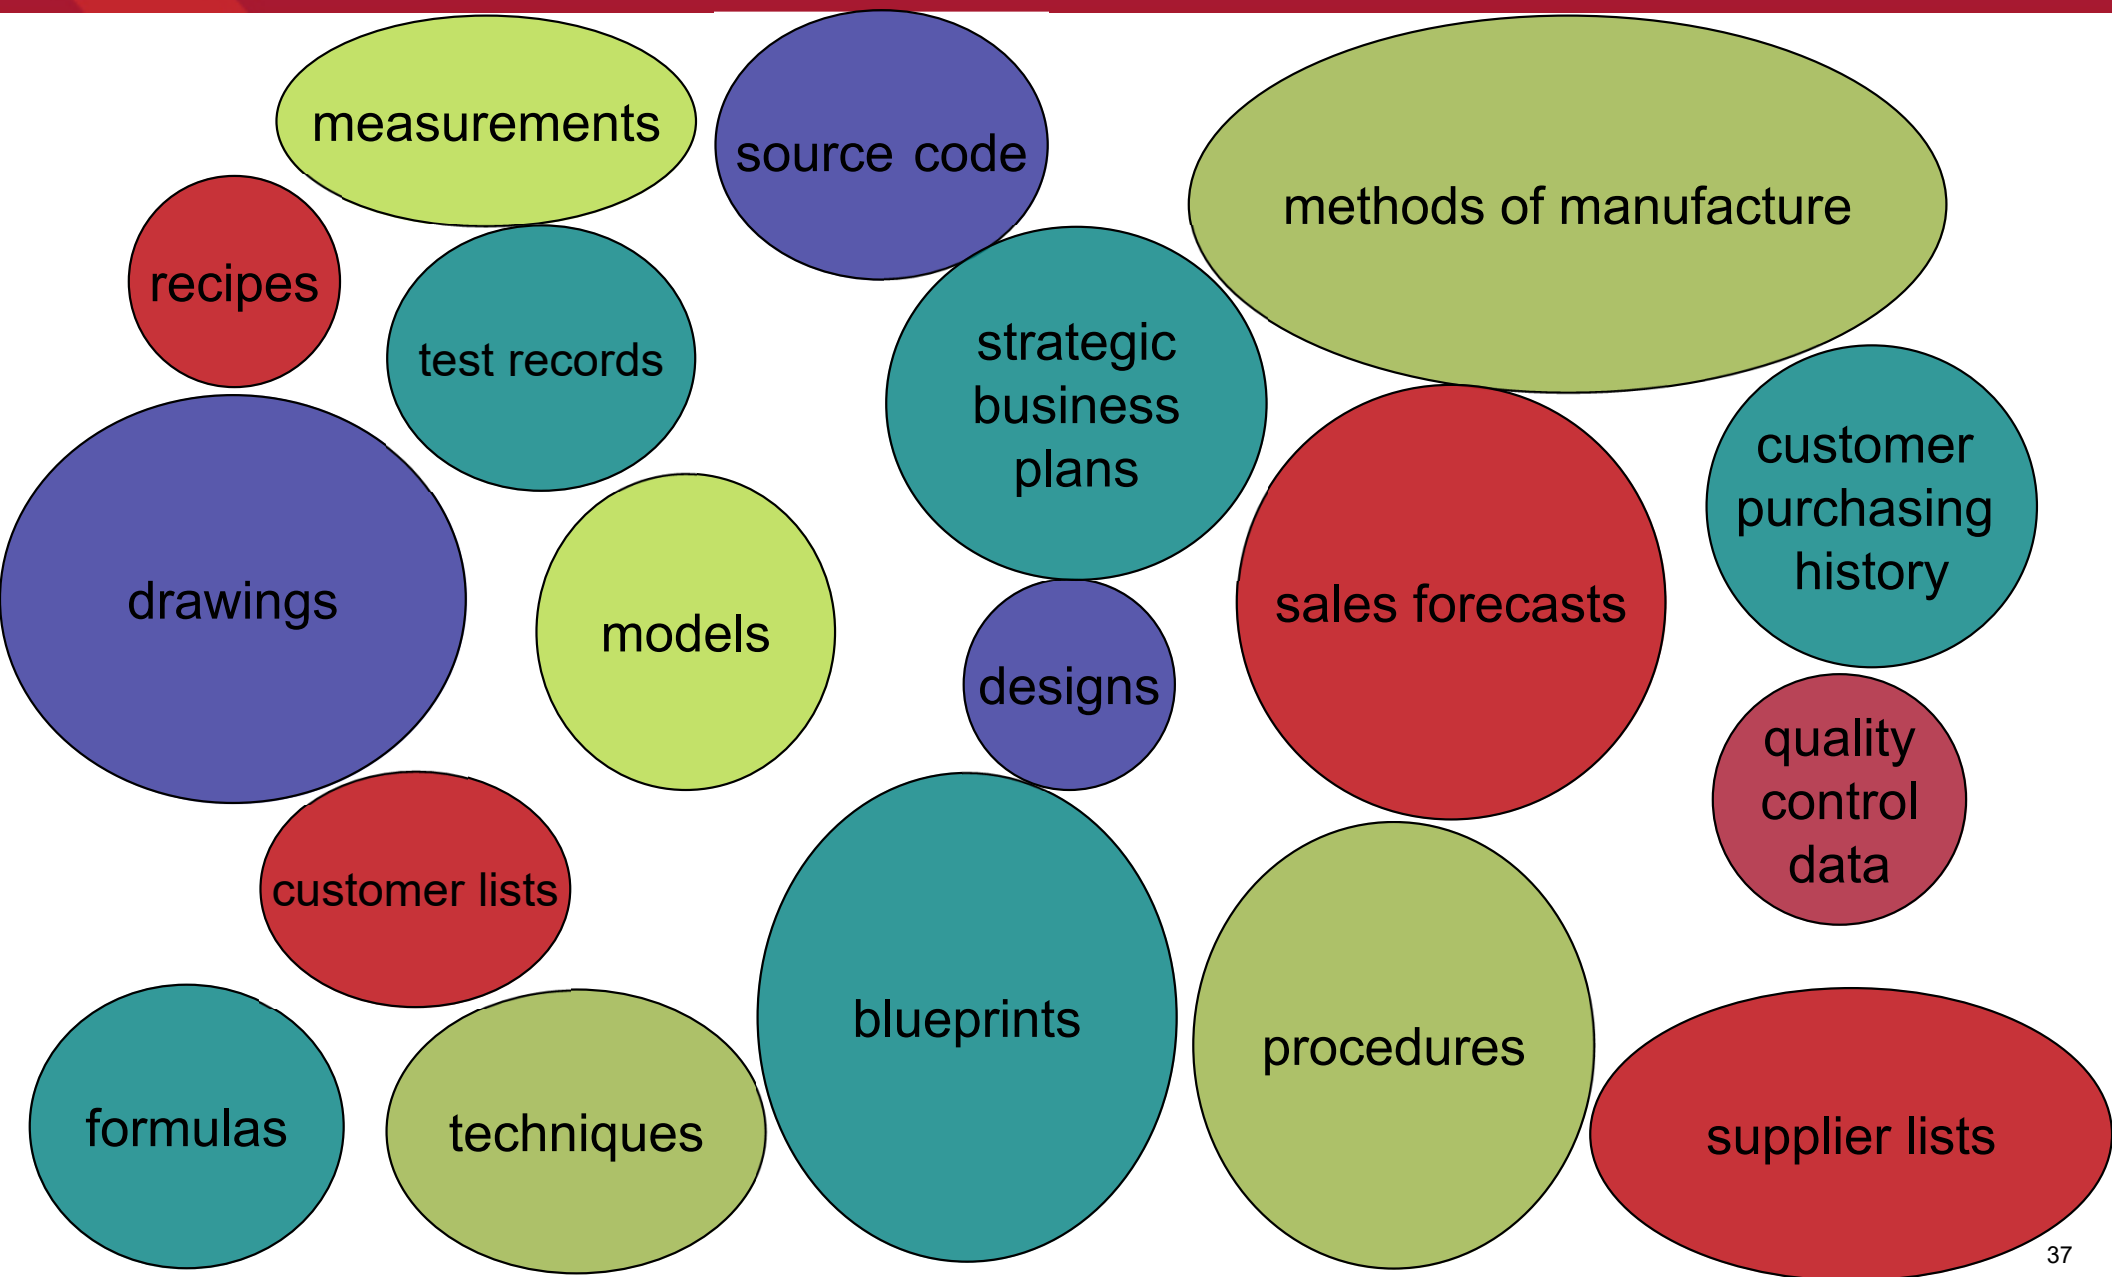 measurements
source code
methods of manufacture
recipes
test records
strategic
business
plans
customer
purchasing
history
drawings
models
designs
sales forecasts
quality
control
data
customer lists
blueprints
procedures
formulas
techniques
supplier lists
37